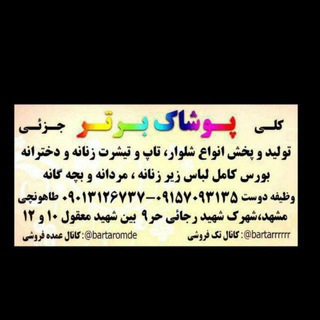 کلی پوشاک برتر جزئی
تولید و پخش انواع شلوار، تاپ و تیشرت زنانه و دخترانه
بورس کامل لباس زیر زنانه ، مردانه و بچه گانه
وظیفه دوست ۰۹۱۵۷۰۹۳۱۳۵-۰۹۰۱۳۱۲۶۷۳۷ طاهونچی
مشهد،شهرک شهید رجائی حر۹ بین شهید معقول ۱۰ و ۱۲
کانال تک فروشی :@bartarrrrrr کانال عمده فروشی :@bartaromde